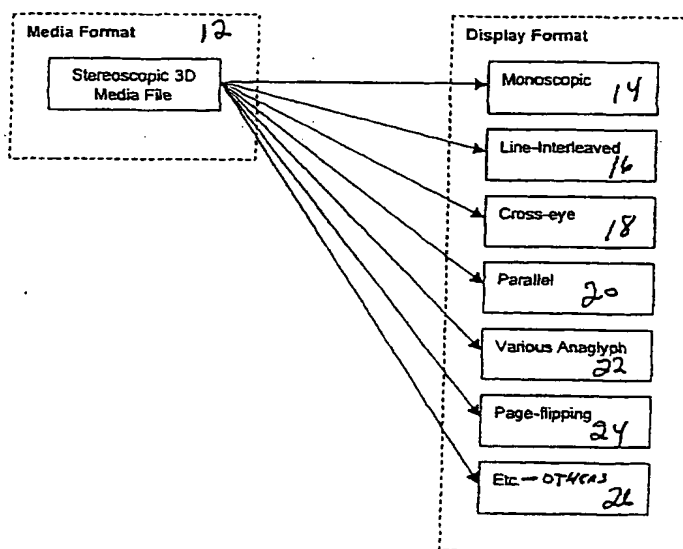 Media Format 12
Stereoscopic 3D
Media File
Display Format
Monoscopic 14
Line-Interleaved
16
Cross-eye
18
Parallel
20
Various Anaglyph
22
Page-flipping
24
Etc. - OTHERS
26